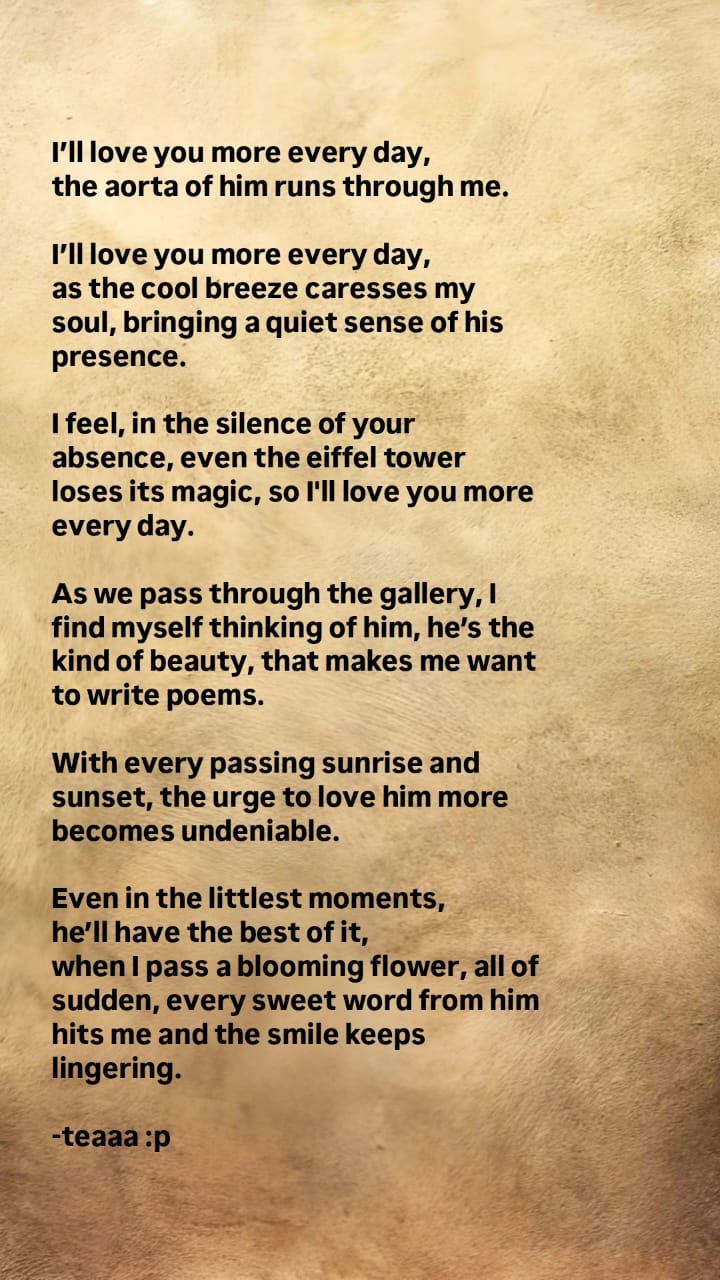 I’ll love you more every day,
the aorta of him runs through me.
I’ll love you more every day,
as the cool breeze caresses my
soul, bringing a quiet sense of his
presence.
I feel, in the silence of your
absence, even the eiffel tower
loses its magic, so I'll love you more
every day.
As we pass through the gallery, I
find myself thinking of him, he’s the
kind of beauty, that makes me want
to write poems.
With every passing sunrise and
sunset, the urge to love him more
becomes undeniable.
Even in the littlest moments,
he’ll have the best of it,
when I pass a blooming flower, all of
sudden, every sweet word from him
hits me and the smile keeps
lingering.
-teaaa :p